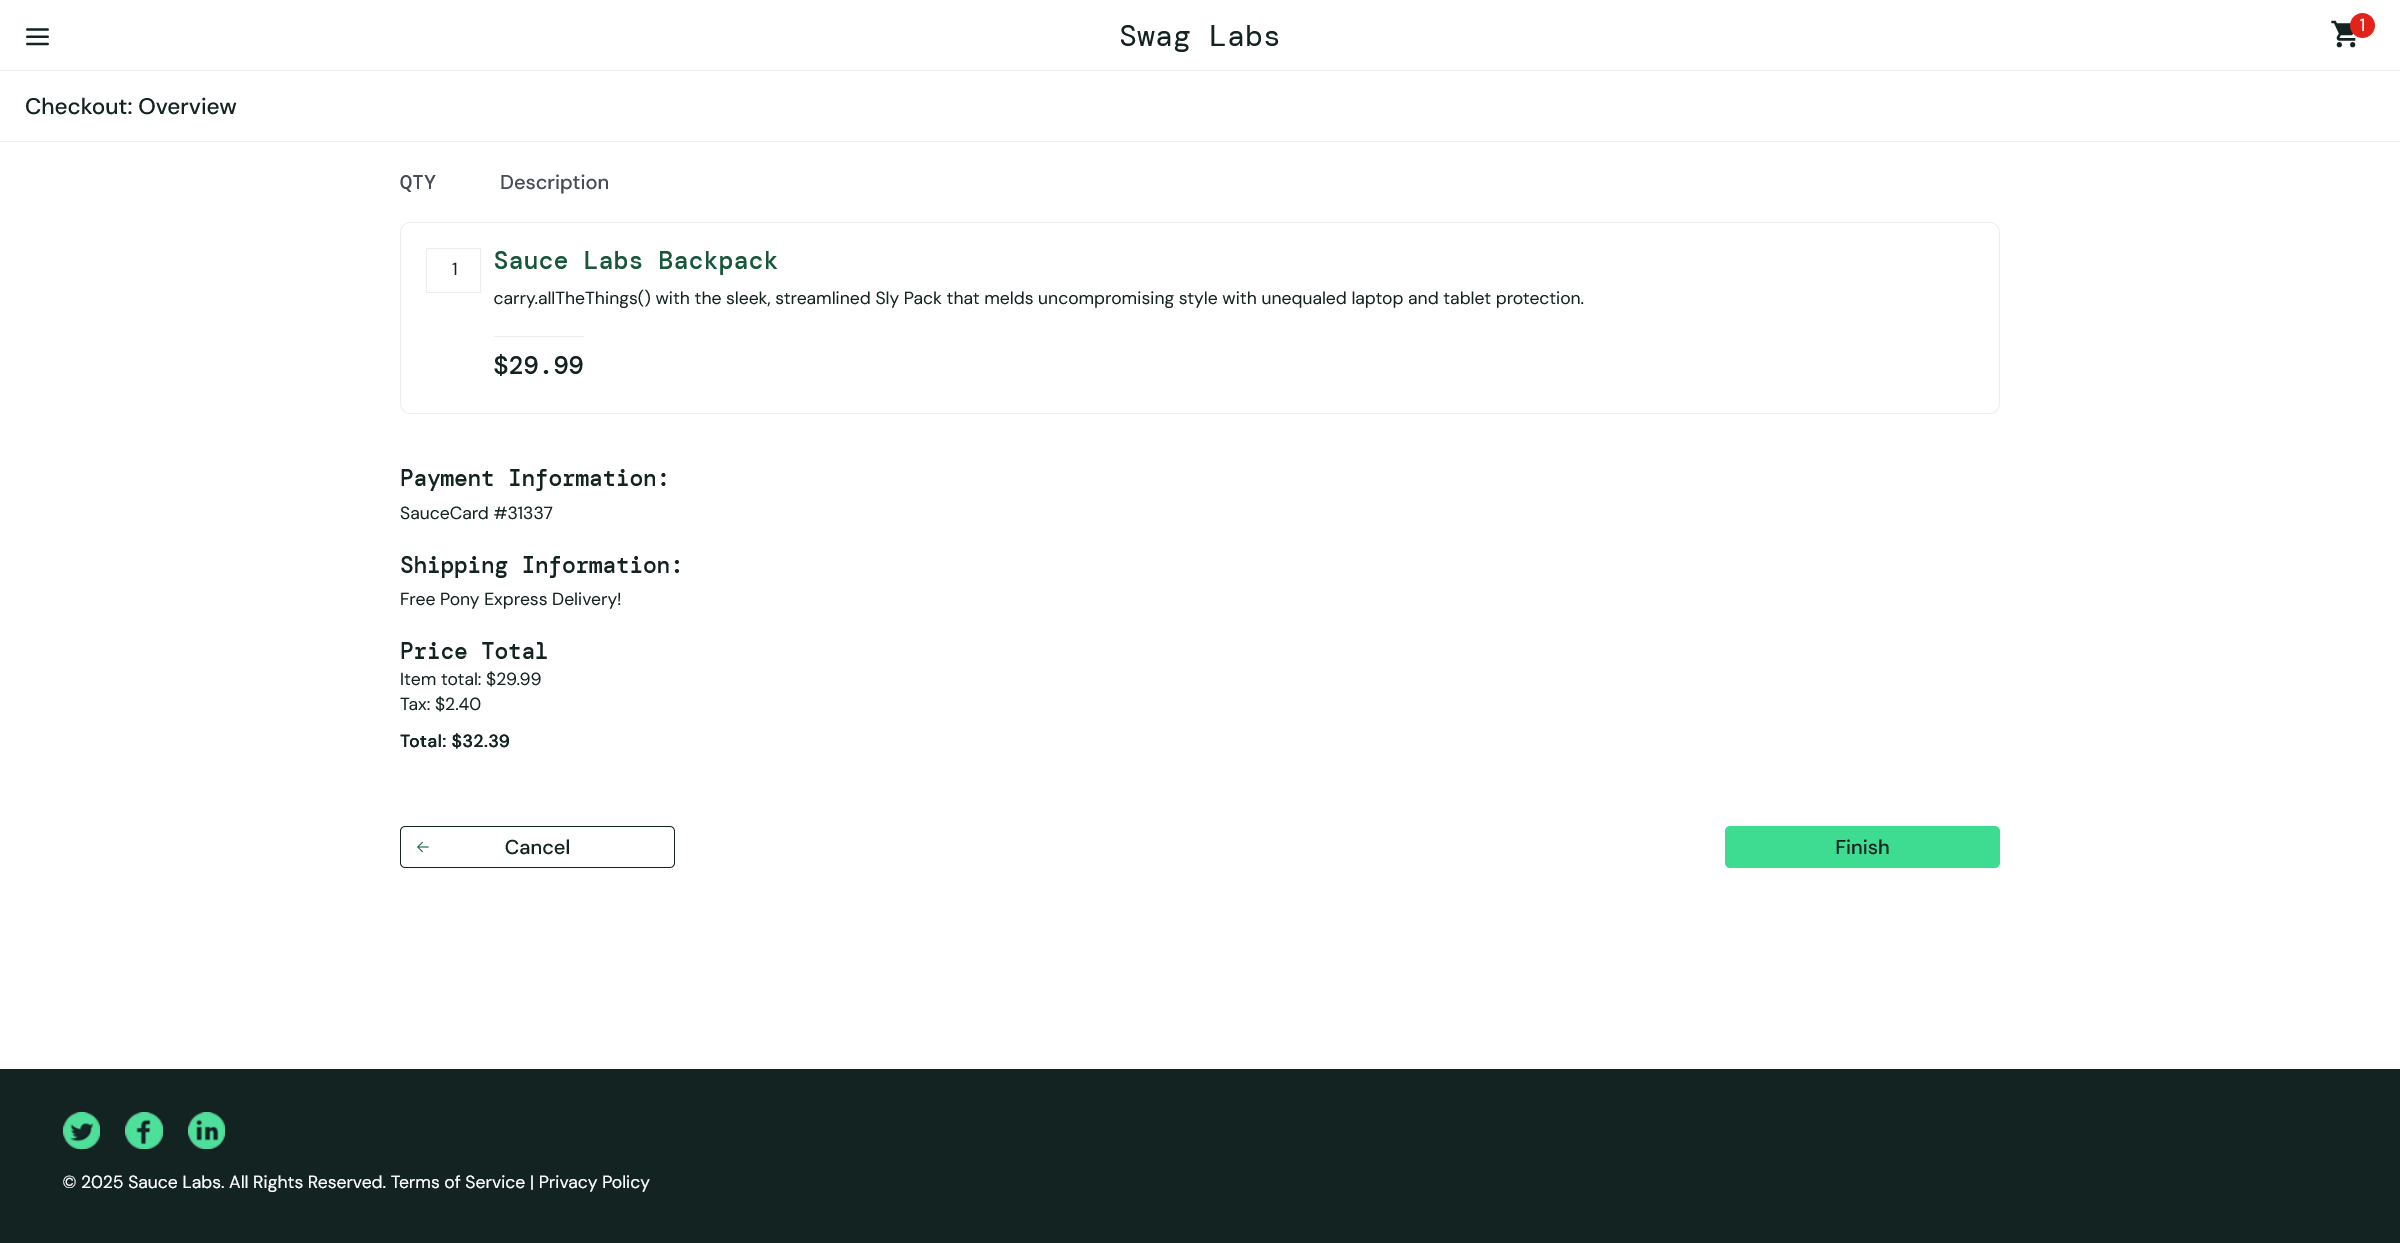 Swag Labs
1
Checkout: Overview
QTY Description
1
Sauce Labs Backpack
carry.allTheThings() with the sleek, streamlined Sly Pack that melds uncompromising style with unequaled laptop and tablet protection.
$29.99
Payment Information:
SauceCard #31337
Shipping Information:
Free Pony Express Delivery!
Price Total
Item total: $29.99
Tax: $2.40
Total: $32.39
Cancel
Finish
© 2025 Sauce Labs. All Rights Reserved. Terms of Service | Privacy Policy